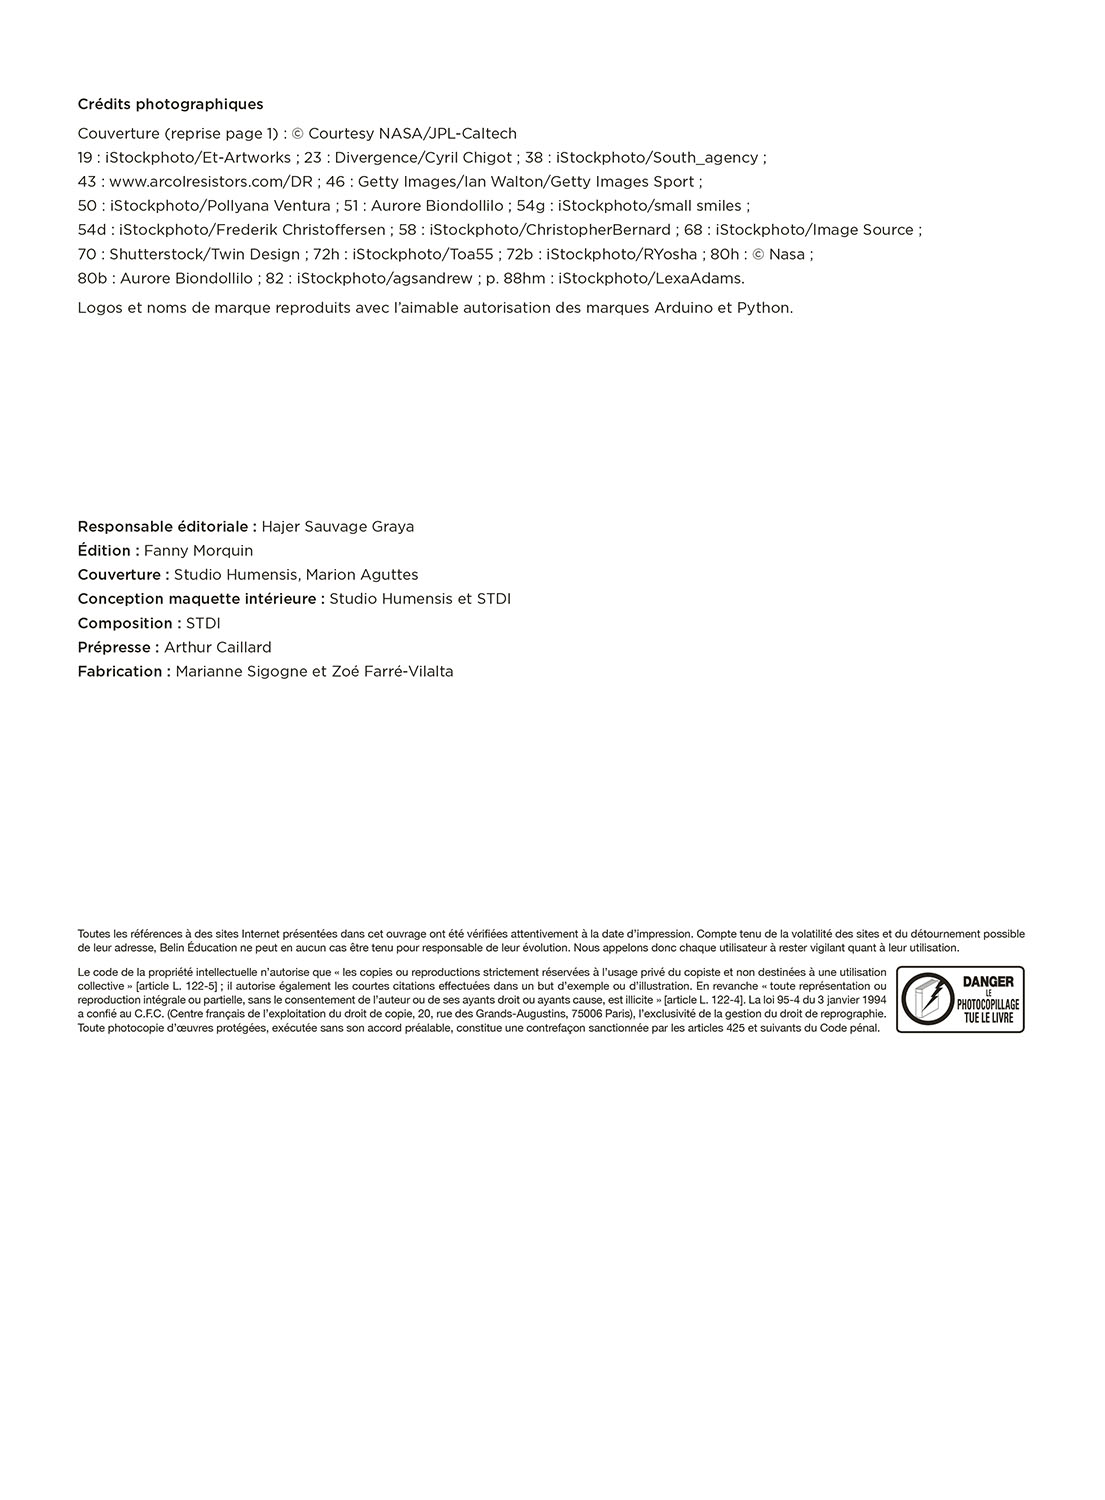 Crédits photographiques
Couverture (reprise page 1) : © Courtesy NASA/JPL-Caltech
19 : iStockphoto/Et-Artworks ; 23 : Divergence/Cyril Chigot ; 38 : iStockphoto/South_agency ;
43 : www.arcolresistors.com/DR ; 46 : Getty Images/Ian Walton/Getty Images Sport ;
50 : iStockphoto/Pollyana Ventura ; 51 : Aurore Biondollilo ; 54g : iStockphoto/small smiles ;
54d : iStockphoto/Frederik Christoffersen ; 58 : iStockphoto/ChristopherBernard ; 68 : iStockphoto/Image Source ;
70 : Shutterstock/Twin Design ; 72h : iStockphoto/Toa55 ; 72b : iStockphoto/RYosha ; 80h : © Nasa ;
80b : Aurore Biondollilo ; 82 : iStockphoto/agsandrew ; p. 88hm : iStockphoto/LexaAdams.
Logos et noms de marque reproduits avec l'aimable autorisation des marques Arduino et Python.
Responsable éditoriale : Hajer Sauvage Graya
Édition : Fanny Morquin
Couverture : Studio Humensis, Marion Aguttes
Conception maquette intérieure : Studio Humensis et STDI
Composition : STDI
Prépresse : Arthur Caillard
Fabrication : Marianne Sigogne et Zoé Farré-Vilalta
Toutes les références à des sites Internet présentées dans cet ouvrage ont été vérifiées attentivement à la date d'impression. Compte tenu de la volatilité des sites et du détournement possible
de leur adresse, Belin Éducation ne peut en aucun cas être tenu pour responsable de leur évolution. Nous appelons donc chaque utilisateur à rester vigilant quant à leur utilisation.
Le code de la propriété intellectuelle n'autorise que « les copies ou reproductions strictement réservées à l'usage privé du copiste et non destinées à une utilisation
collective » [article L. 122-5] ; il autorise également les courtes citations effectuées dans un but d'exemple ou d'illustration. En revanche « toute représentation ou
reproduction intégrale ou partielle, sans le consentement de l'auteur ou de ses ayants droit ou ayants cause, est illicite » [article L. 122-4]. La loi 95-4 du 3 janvier 1994
a confié au C.F.C. (Centre français de l'exploitation du droit de copie, 20, rue des Grands-Augustins, 75006 Paris), l'exclusivité de la gestion du droit de reprographie.
Toute photocopie d'œuvres protégées, exécutée sans son accord préalable, constitue une contrefaçon sanctionnée par les articles 425 et suivants du Code pénal.
DANGER
LE
PHOTOCOPILLAGE
TUE LE LIVRE